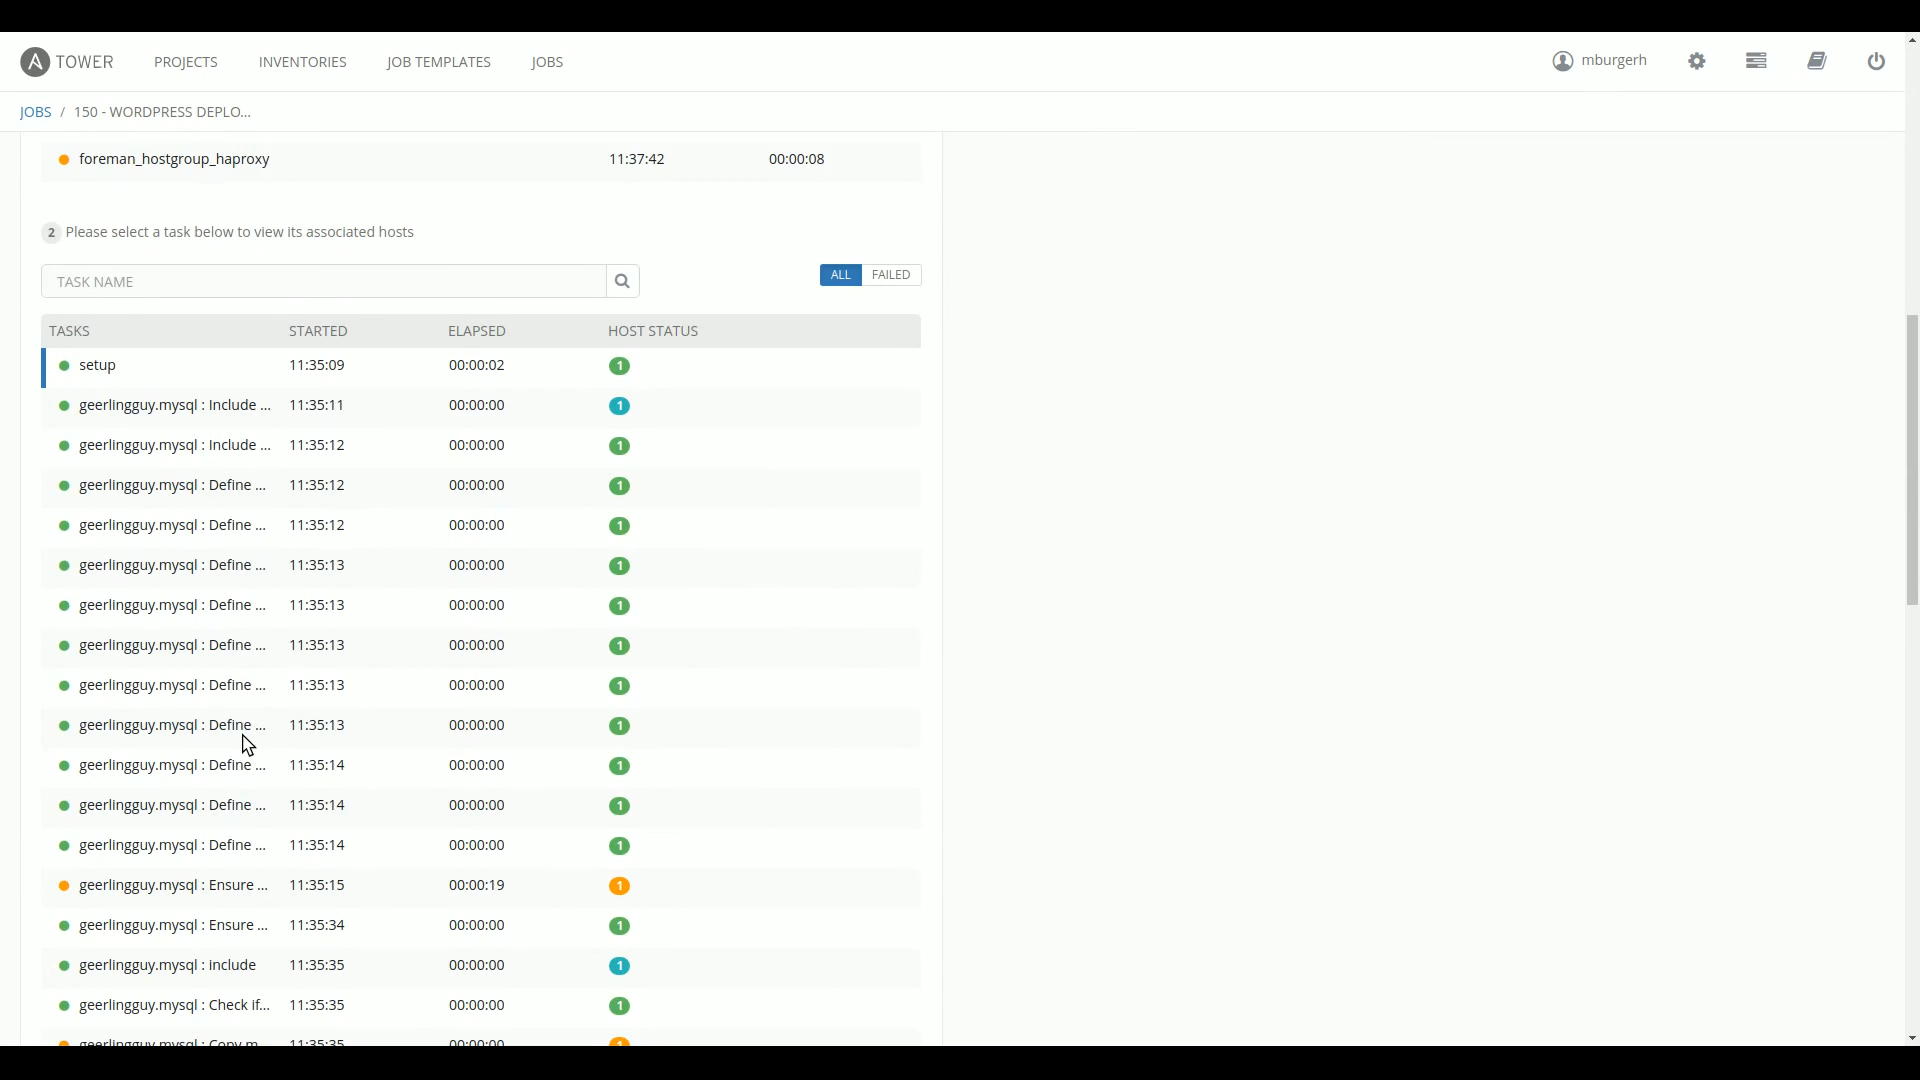 A TOWER PROJECTS INVENTORIES JOB TEMPLATES JOBS mburgerh
JOBS / 150 - WORDPRESS DEPLO...
foreman_hostgroup_haproxy 11:37:42 00:00:08
2 Please select a task below to view its associated hosts
TASK NAME ALL FAILED
TASKS STARTED ELAPSED HOST STATUS
setup 11:35:09 00:00:02 1
geerlingguy.mysql : Include ... 11:35:11 00:00:00 1
geerlingguy.mysql : Include ... 11:35:12 00:00:00 1
geerlingguy.mysql : Define ... 11:35:12 00:00:00 1
geerlingguy.mysql : Define ... 11:35:12 00:00:00 1
geerlingguy.mysql : Define ... 11:35:13 00:00:00 1
geerlingguy.mysql : Define ... 11:35:13 00:00:00 1
geerlingguy.mysql : Define ... 11:35:13 00:00:00 1
geerlingguy.mysql : Define ... 11:35:13 00:00:00 1
geerlingguy.mysql : Define ... 11:35:13 00:00:00 1
geerlingguy.mysql : Define ... 11:35:14 00:00:00 1
geerlingguy.mysql : Define ... 11:35:14 00:00:00 1
geerlingguy.mysql : Define ... 11:35:14 00:00:00 1
geerlingguy.mysql : Ensure ... 11:35:15 00:00:19 1
geerlingguy.mysql : Ensure ... 11:35:34 00:00:00 1
geerlingguy.mysql : include 11:35:35 00:00:00 1
geerlingguy.mysql : Check if... 11:35:35 00:00:00 1
geerlingguy.mysql : Copy m... 11:35:35 00:00:00 1